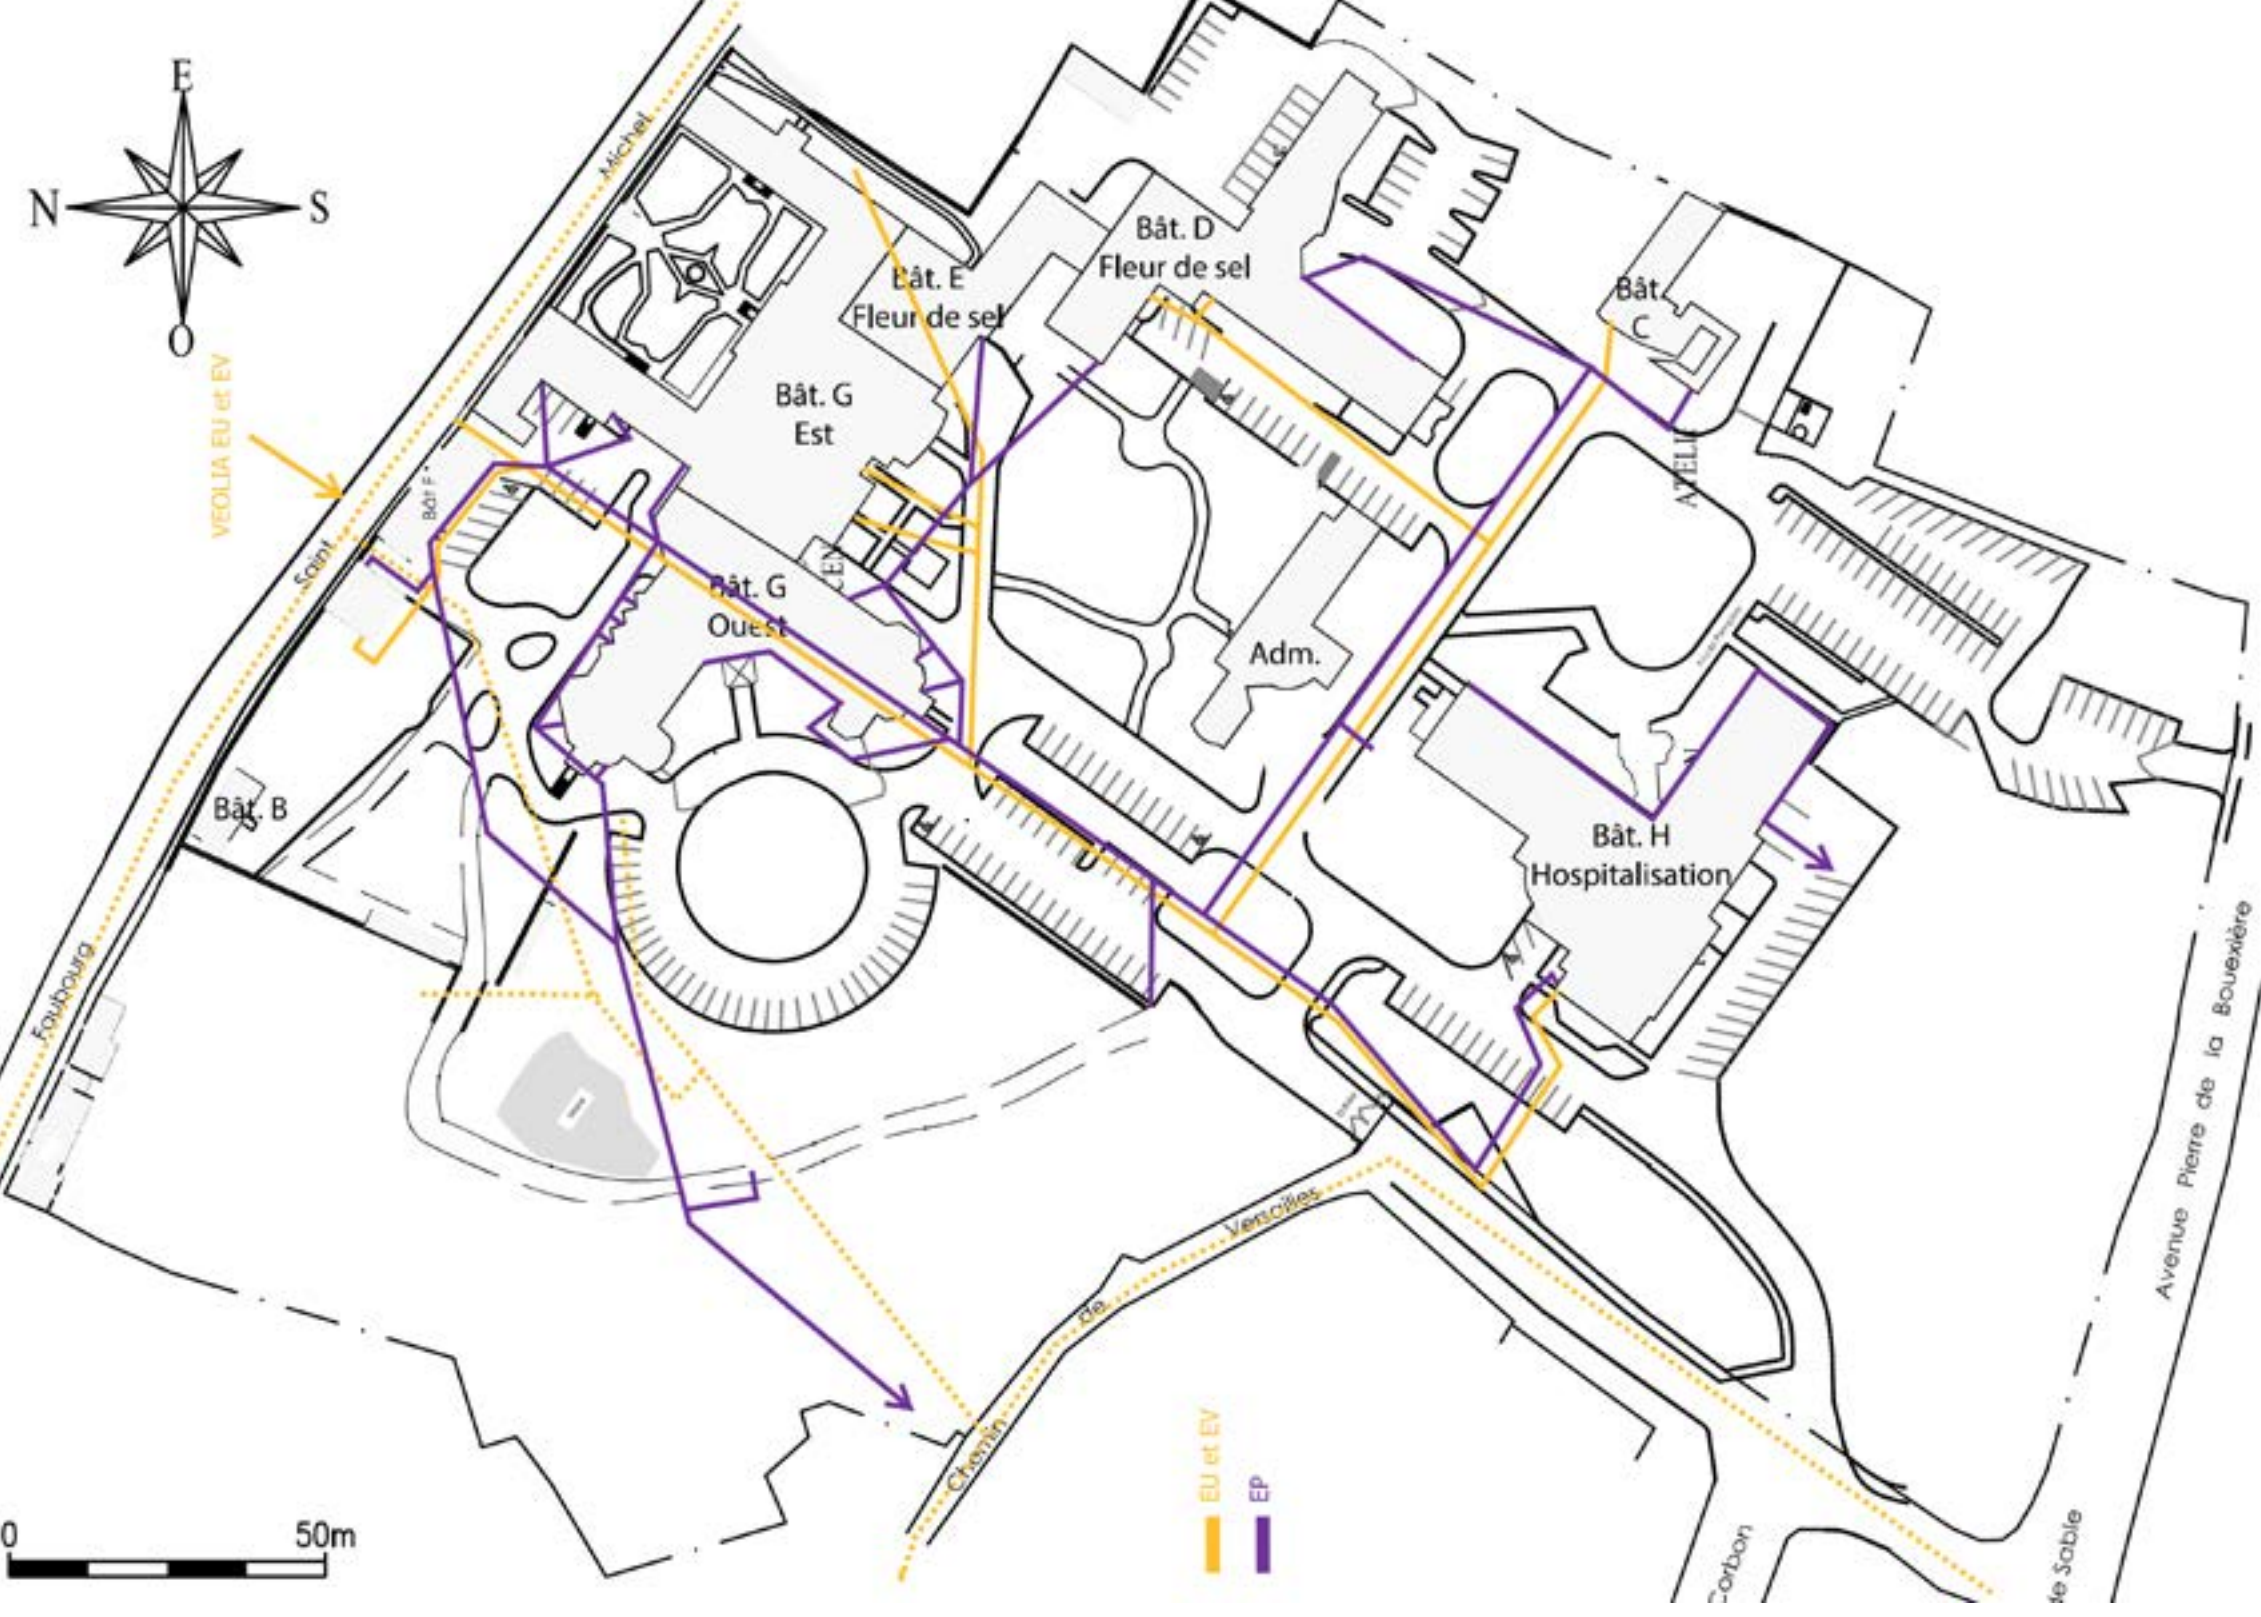 E
N
S
O
VEOLIA EU et EV
Michel
Saint
Faubourg
Bât. D
Fleur de sel
Bât. E
Fleur de sel
Bât.
C
Bât. G
Est
Bât F
ATELIE
Bât. G
Ouest
Adm.
Bât. B
Bât. H
Hospitalisation
Avenue Pierre de la Bouexière
Versailles
de
Chemin
EU et EV
EP
0
50m
Corbon
de Sable